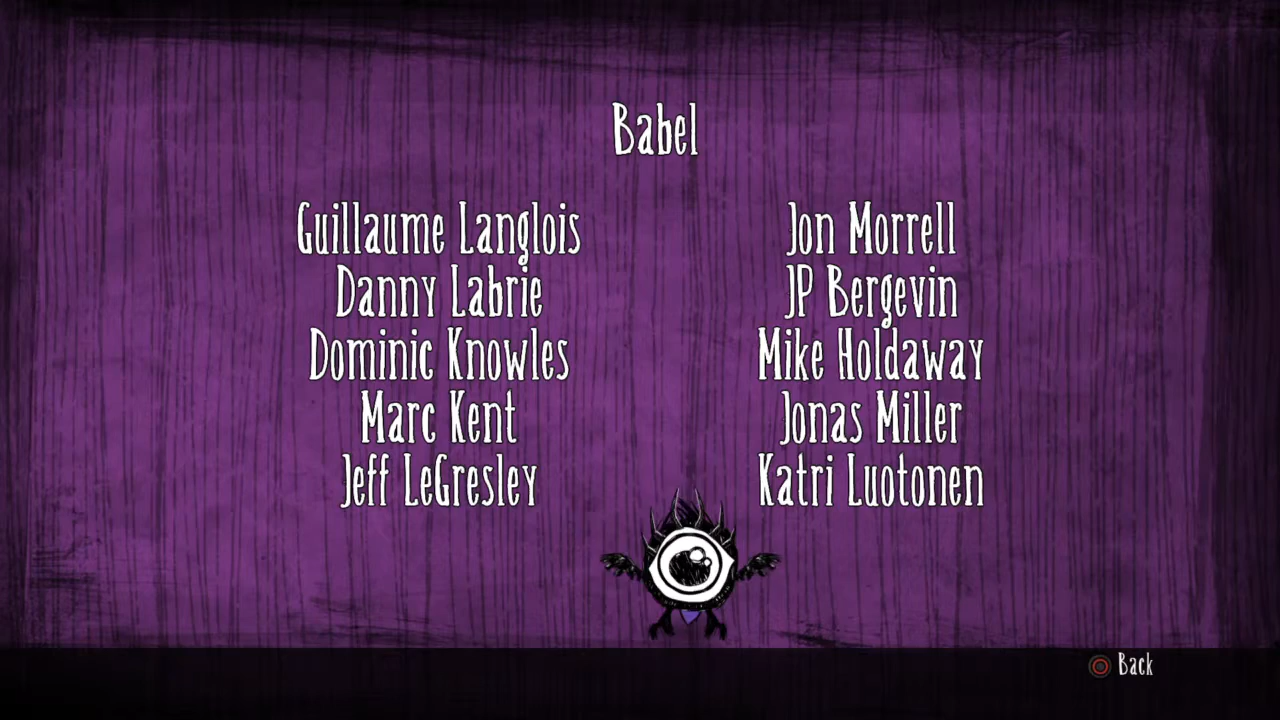 Babel
Guillaume Langlois
Danny Labrie
Dominic Knowles
Marc Kent
Jeff LeGresley
Jon Morrell
JP Bergevin
Mike Holdaway
Jonas Miller
Katri Luotonen
Back